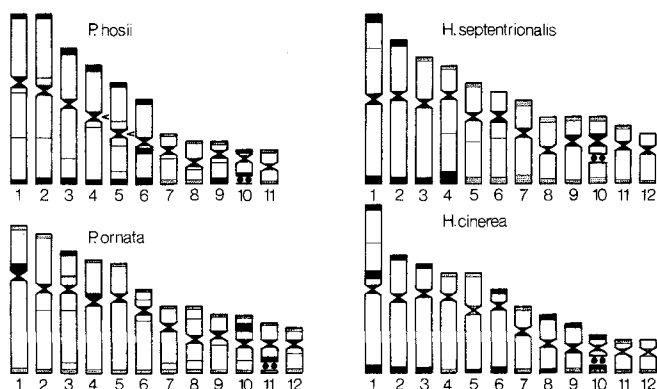 P. hosii
1 2 3 4 5 6 7 8 9 10 11
H. septentrionalis
1 2 3 4 5 6 7 8 9 10 11 12
P. ornata
1 2 3 4 5 6 7 8 9 10 11 12
H. cinerea
1 2 3 4 5 6 7 8 9 10 11 12